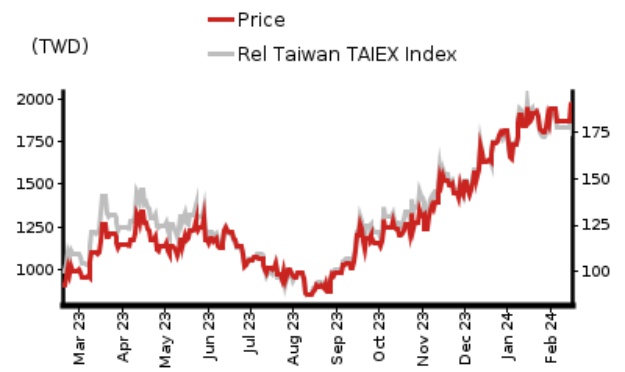 Price
(TWD)
Rel Taiwan TAIEX Index
2000
1750
1500
1250
1000
175
150
125
100
Mar 23
Apr 23
May 23
Jun 23
Jul 23
Aug 23
Sep 23
Oct 23
Nov 23
Dec 23
Jan 24
Feb 24